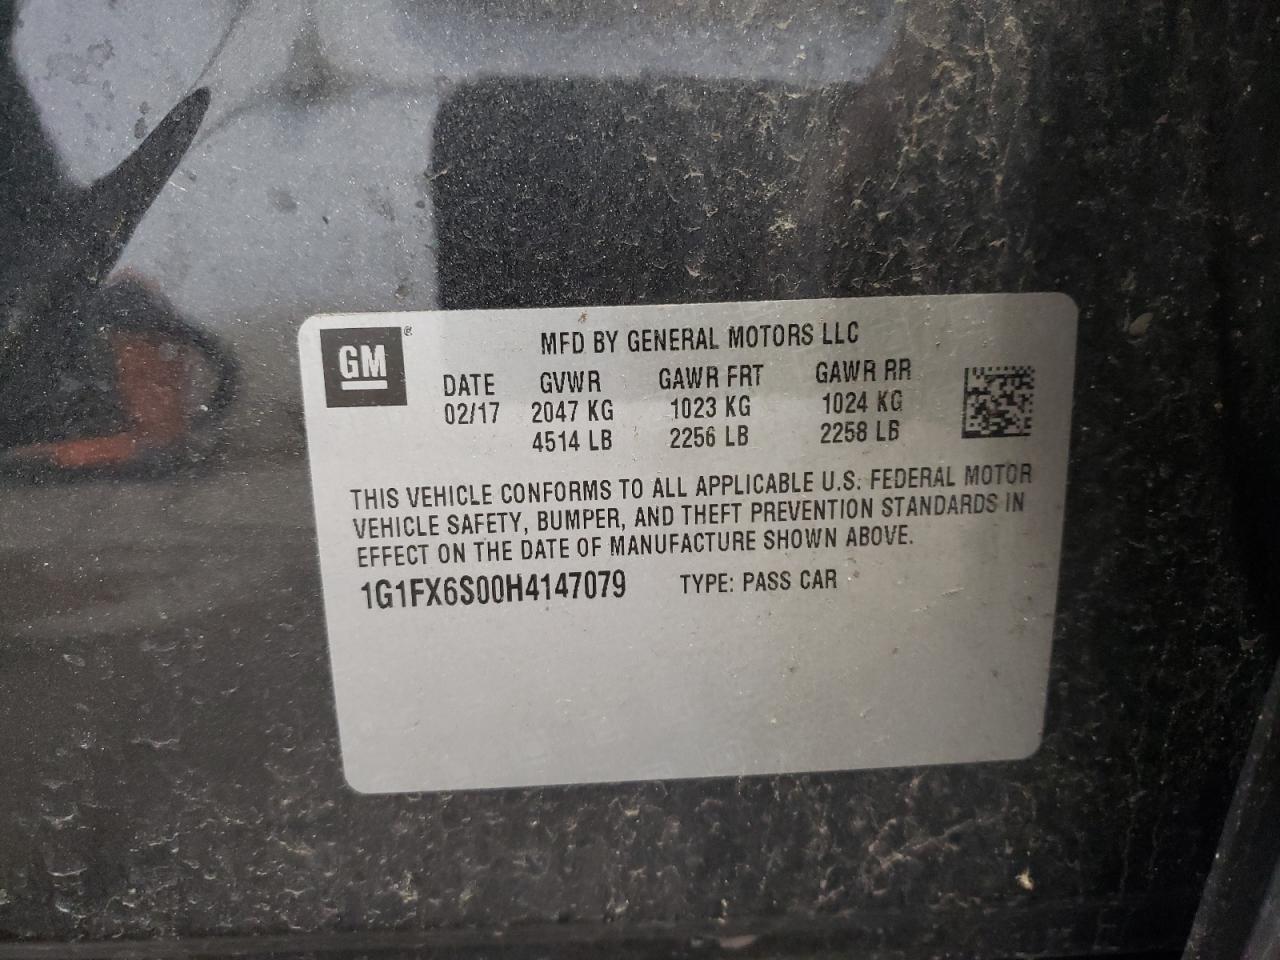 GM ®
MFD BY GENERAL MOTORS LLC
DATE GVWR GAWR FRT GAWR RR
02/17 2047 KG 1023 KG 1024 KG
4514 LB 2256 LB 2258 LB
THIS VEHICLE CONFORMS TO ALL APPLICABLE U.S. FEDERAL MOTOR
VEHICLE SAFETY, BUMPER, AND THEFT PREVENTION STANDARDS IN
EFFECT ON THE DATE OF MANUFACTURE SHOWN ABOVE.
1G1FX6S00H4147079 TYPE: PASS CAR